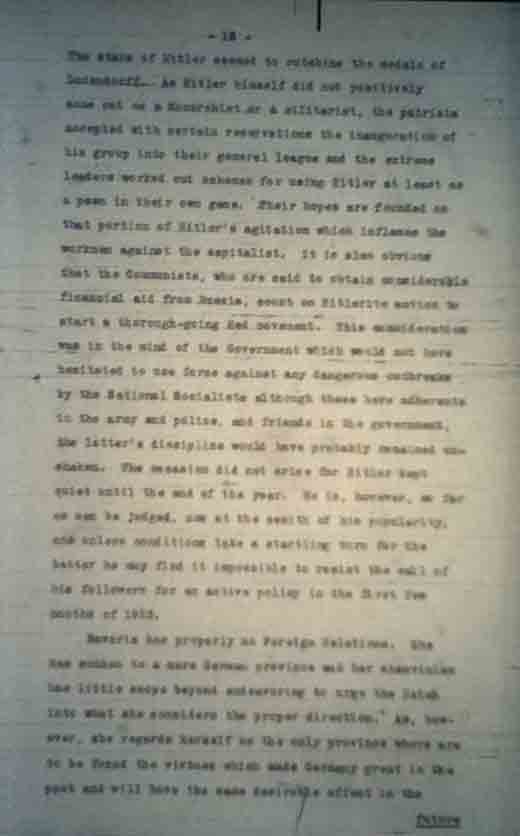 - 18 -
The stars of Hitler seemed to outshine the medals of
Ludendorff. As Hitler himself did not positively
come out as a Monarchist or a militarist, the patriots
accepted with certain reservations the inauguration of
his group into their general league and the extreme
leaders worked out schemes for using Hitler at least as
a pawn in their own game. Their hopes are founded on
that portion of Hitler's agitation which inflames the
workmen against the capitalist. It is also obvious
that the Communists, who are said to obtain considerable
financial aid from Russia, count on Hitlerite action to
start a thorough-going Red movement. This consideration
was in the mind of the Government which would not have
hesitated to use force against any dangerous outbreaks
by the National Socialists although these have adherents
in the army and police, and friends in the government,
the latter's discipline would have probably remained un-
shaken. The occasion did not arise for Hitler kept
quiet until the end of the year. He is, however, so far
as can be judged, now at the zenith of his popularity,
and unless conditions take a startling turn for the
better he may find it impossible to resist the call of
his followers for an active policy in the first few
months of 1923.
Bavaria has properly no Foreign Relations. She
has sunken to a mere German province and her chauvinism
has little scope beyond endeavouring to urge the Reich
into what she considers the proper direction. As, how-
ever, she regards herself as the only province where are
to be found the virtues which made Germany great in the
past and will have the same desirable effect in the
future